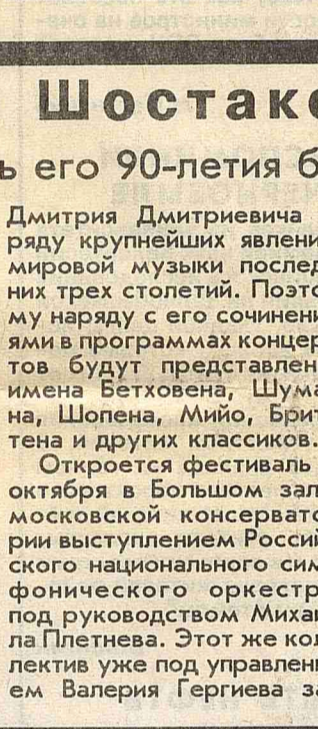 Шостак
ь его 90-летия б
Дмитрия Дмитриевича
ряду крупнейших явлени
мировой музыки послед
них трех столетий. Поэто
му наряду с его сочинени
ями в программах концер
тов будут представлен
имена Бетховена, Шума
на, Шопена, Мийо, Брит
тена и других классиков.
Откроется фестиваль
октября в Большом зал
московской консервато
рии выступлением Россий
ского национального сим
фонического оркестр
под руководством Михаи
ла Плетнева. Этот же кол
лектив уже под управлени
ем Валерия Гергиева за